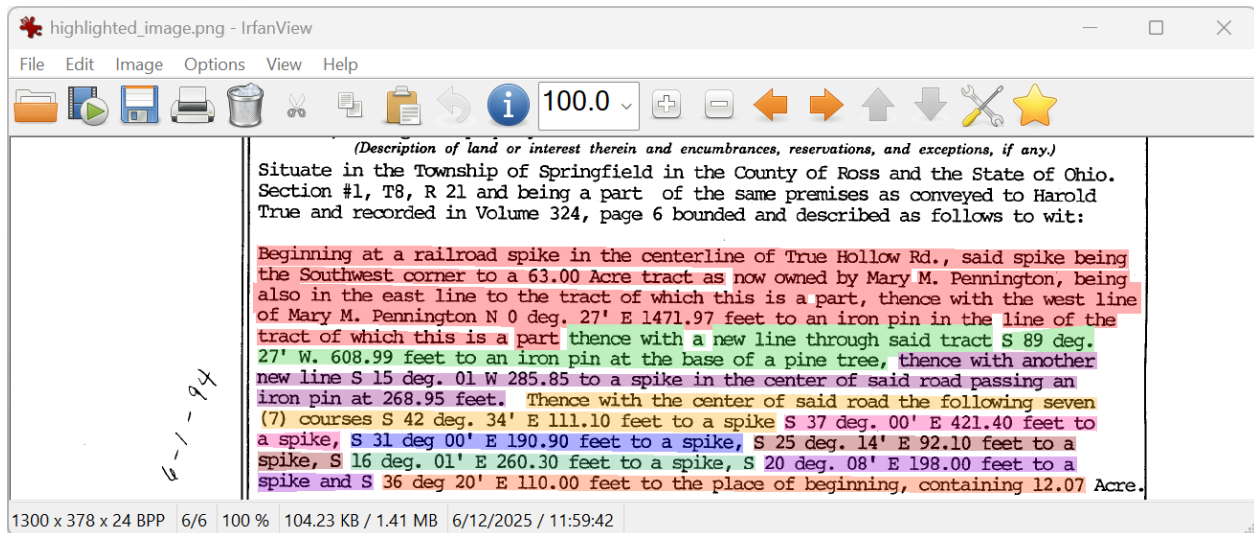 highlighted_image.png - IrfanView
File Edit Image Options View Help
100.0
(Description of land or interest therein and encumbrances, reservations, and exceptions, if any.)
Situate in the Township of Springfield in the County of Ross and the State of Ohio.
Section #1, T8, R 21 and being a part of the same premises as conveyed to Harold
True and recorded in Volume 324, page 6 bounded and described as follows to wit:
Beginning at a railroad spike in the centerline of True Hollow Rd., said spike being
the Southwest corner to a 63.00 Acre tract as now owned by Mary M. Pennington, being
also in the east line to the tract of which this is a part, thence with the west line
of Mary M. Pennington N 0 deg. 27' E 1471.97 feet to an iron pin in the line of the
tract of which this is a part thence with a new line through said tract S 89 deg.
27' W. 608.99 feet to an iron pin at the base of a pine tree, thence with another
new line S 15 deg. 01 W 285.85 to a spike in the center of said road passing an
iron pin at 268.95 feet. Thence with the center of said road the following seven
(7) courses S 42 deg. 34' E 111.10 feet to a spike S 37 deg. 00' E 421.40 feet to
a spike, S 31 deg 00' E 190.90 feet to a spike, S 25 deg. 14' E 92.10 feet to a
spike, S 16 deg. 01' E 260.30 feet to a spike, S 20 deg. 08' E 198.00 feet to a
spike and S 36 deg 20' E 110.00 feet to the place of beginning, containing 12.07 Acre.
6-1-94
1300 x 378 x 24 BPP 6/6 100 % 104.23 KB / 1.41 MB 6/12/2025 / 11:59:42